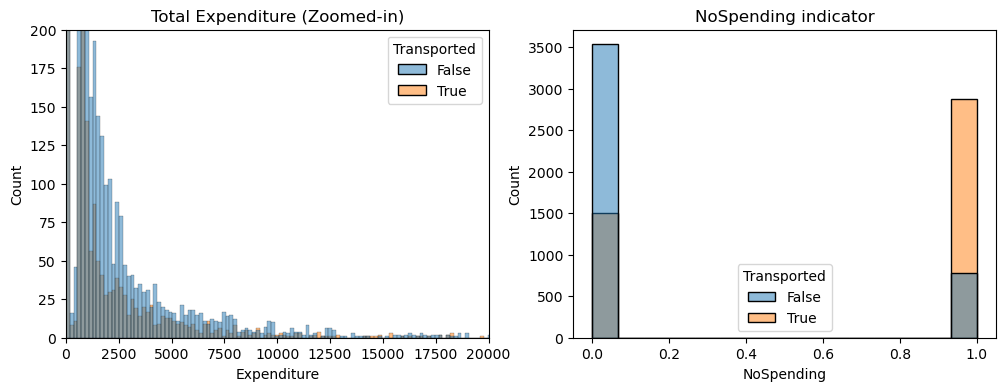 Total Expenditure (Zoomed-in)
Count
200
175
150
125
100
75
50
25
0
Transported
False
True
0 2500 5000 7500 10000 12500 15000 17500 20000
Expenditure
NoSpending indicator
Count
3500
3000
2500
2000
1500
1000
500
0
Transported
False
True
0.0 0.2 0.4 0.6 0.8 1.0
NoSpending